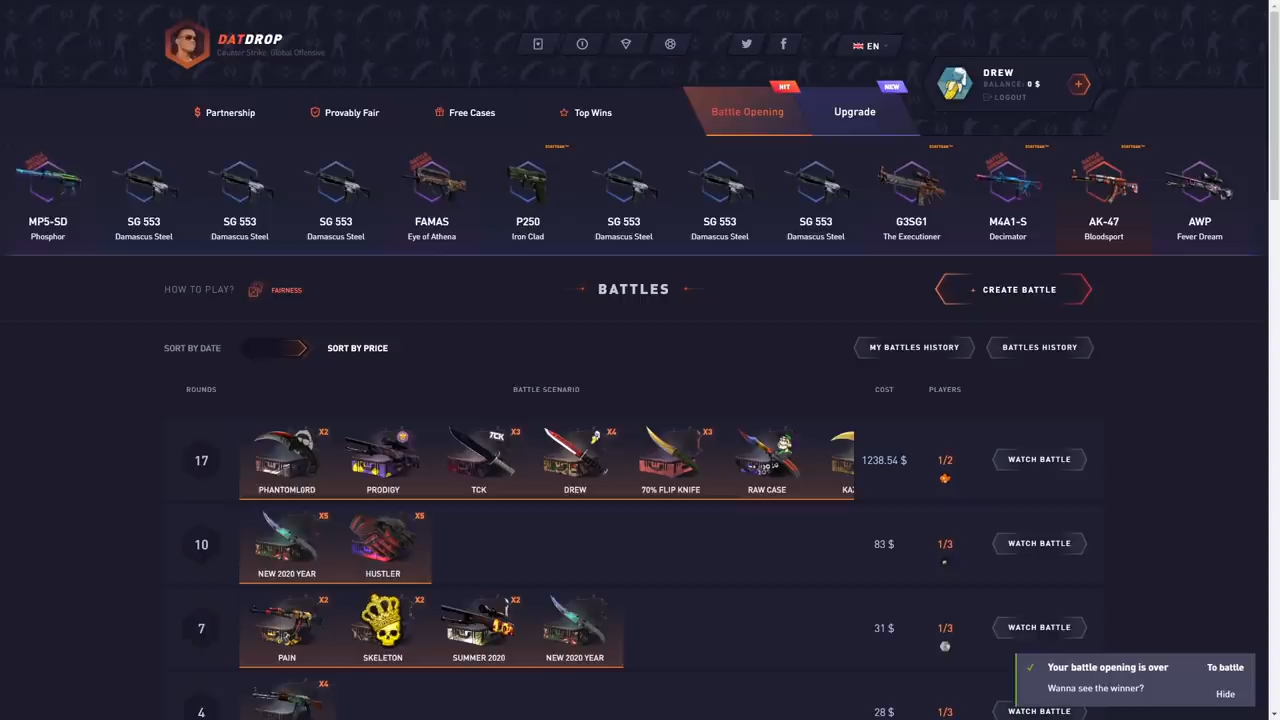 DATDROP
Counter Strike: Global Offensive
EN
DREW
BALANCE: 0 $
LOGOUT
HIT
NEW
Partnership
Provably Fair
Free Cases
Top Wins
Battle Opening
Upgrade
MP5-SD
Phosphor
SG 553
Damascus Steel
SG 553
Damascus Steel
SG 553
Damascus Steel
FAMAS
Eye of Athena
P250
Iron Clad
SG 553
Damascus Steel
SG 553
Damascus Steel
SG 553
Damascus Steel
G3SG1
The Executioner
M4A1-S
Decimator
AK-47
Bloodsport
AWP
Fever Dream
HOW TO PLAY?
FAIRNESS
BATTLES
+ CREATE BATTLE
SORT BY DATE
SORT BY PRICE
MY BATTLES HISTORY
BATTLES HISTORY
ROUNDS
BATTLE SCENARIO
COST
PLAYERS
17
X2
PHANTOML0RD
PRODIGY
X3
TCK
TCK
X4
DREW
X3
70% FLIP KNIFE
RAW CASE
1238.54 $
1/2
WATCH BATTLE
10
X5
NEW 2020 YEAR
X5
HUSTLER
83 $
1/3
WATCH BATTLE
7
X2
PAIN
X2
SKELETON
X2
SUMMER 2020
NEW 2020 YEAR
31 $
1/3
WATCH BATTLE
4
X4
28 $
1/3
WATCH BATTLE
Your battle opening is over
To battle
Wanna see the winner?
Hide